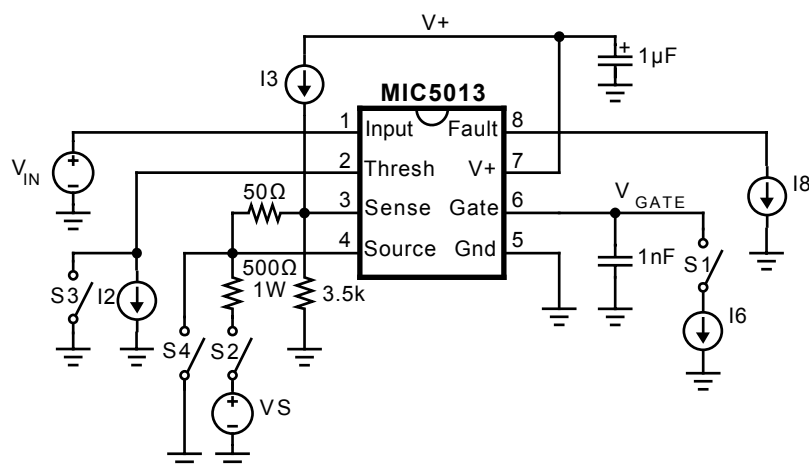 V+
I3
1µF
+
MIC5013
1 Input Fault 8
2 Thresh V+ 7
3 Sense Gate 6
4 Source Gnd 5
V IN
+
−
50Ω
V GATE
I8
500Ω
1W
3.5k
1nF
S1
S3
I2
S4
S2
I6
+
−
VS